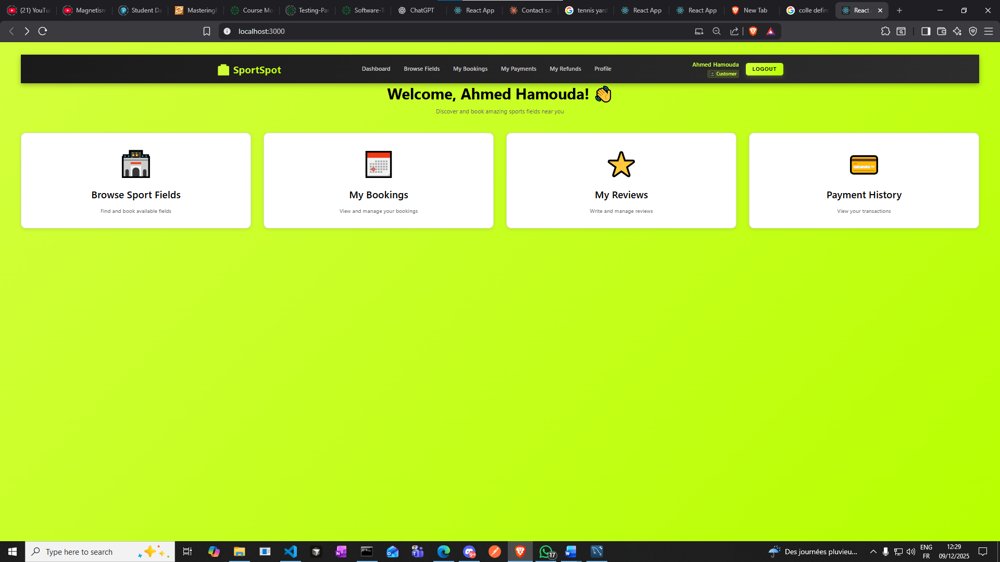 (21) YouTu
Magnetism
Student Da
Mastering
Course Mo
Testing-Par
Software-T
ChatGPT
React App
Contact sal
tennis yard
React App
React App
New Tab
colle defini
React
localhost:3000
SportSpot
Dashboard
Browse Fields
My Bookings
My Payments
My Refunds
Profile
Ahmed Hamouda
Customer
LOGOUT
Welcome, Ahmed Hamouda!
Discover and book amazing sports fields near you
Browse Sport Fields
Find and book available fields
My Bookings
View and manage your bookings
My Reviews
Write and manage reviews
Payment History
View your transactions
Type here to search
9+
17
Des journées pluvieu...
ENG
FR
12:29
09/12/2025